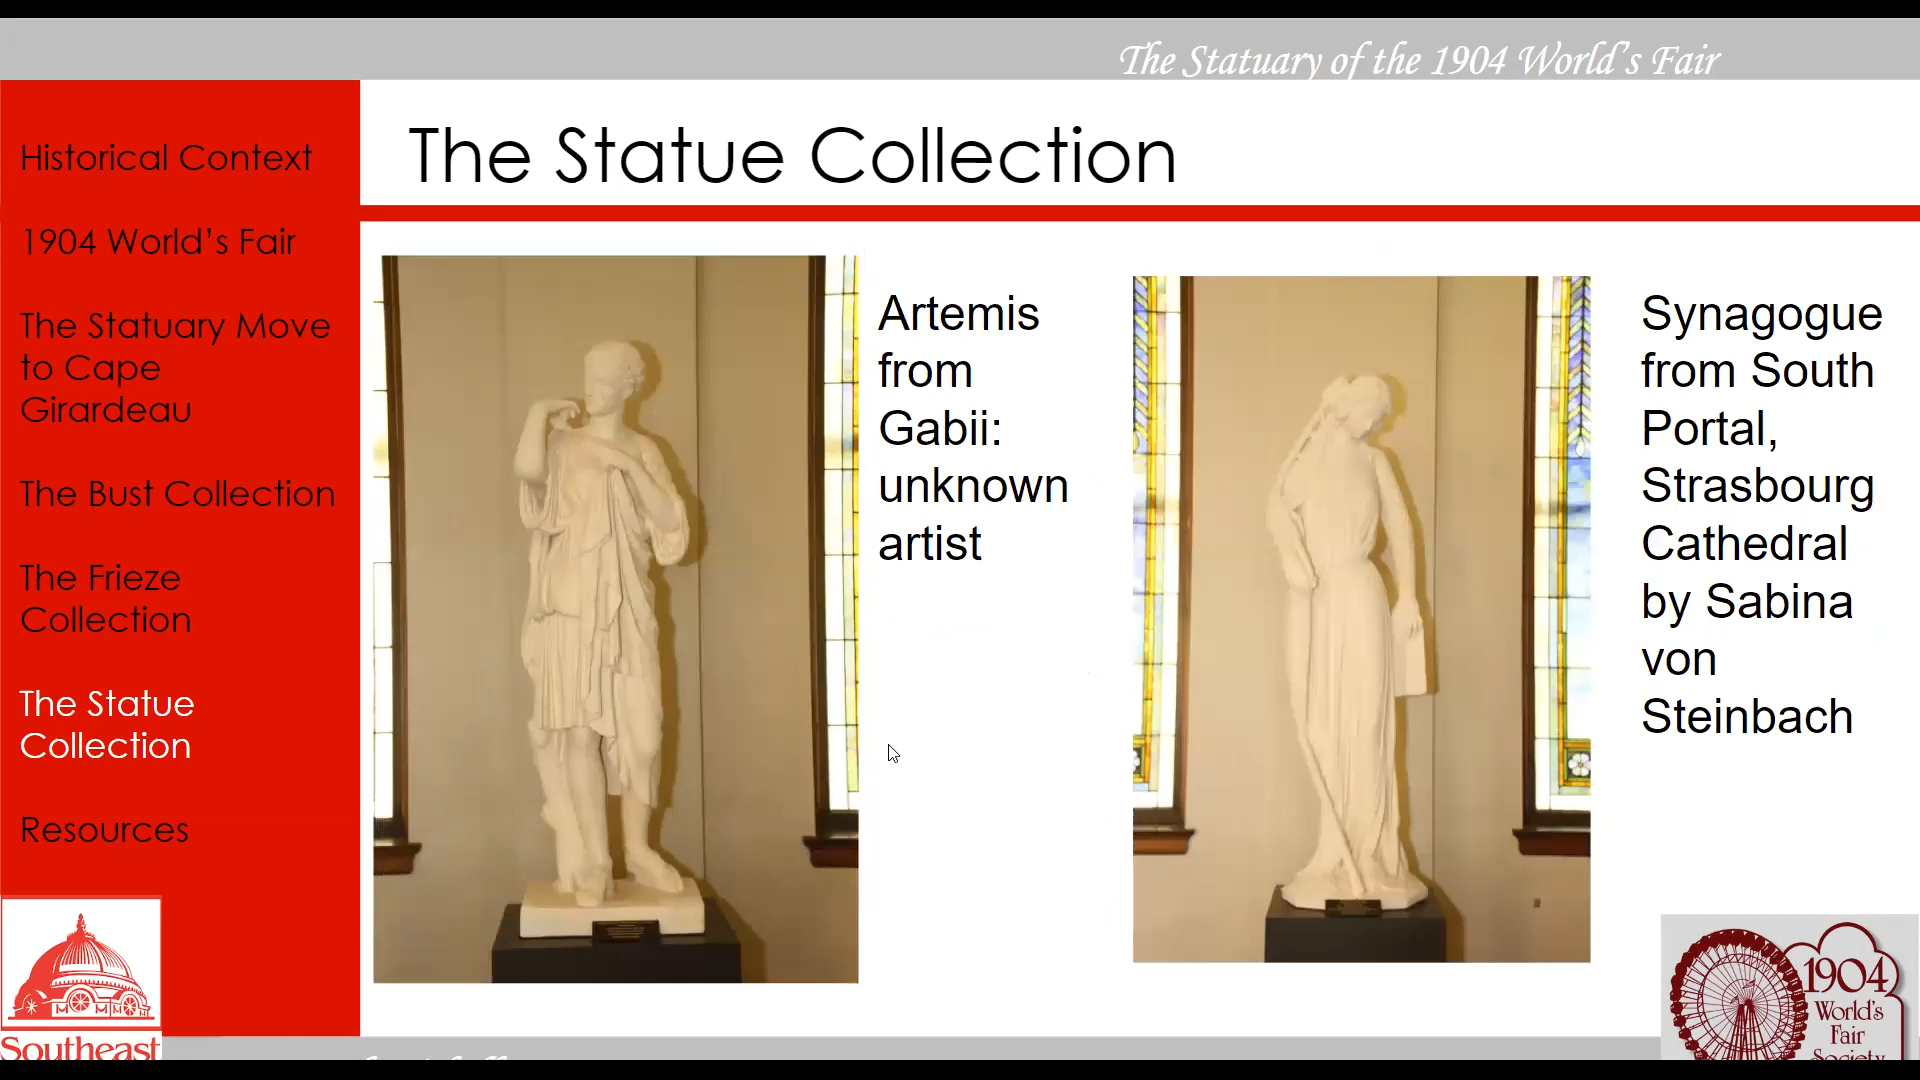 The Statuary of the 1904 World's Fair
Historical Context
1904 World's Fair
The Statuary Move
to Cape
Girardeau
The Bust Collection
The Frieze
Collection
The Statue
Collection
Resources
The Statue Collection
Artemis
from
Gabii:
unknown
artist
Synagogue
from South
Portal,
Strasbourg
Cathedral
by Sabina
von
Steinbach
Southeast
1904
World's
Fair
Society